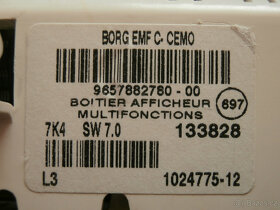 BORG EMF C- CEMO
9657882780 - 00
BOITIER AFFICHEUR
MULTIFONCTIONS
697
7K4 SW 7.0 133828
L3 1024775-12